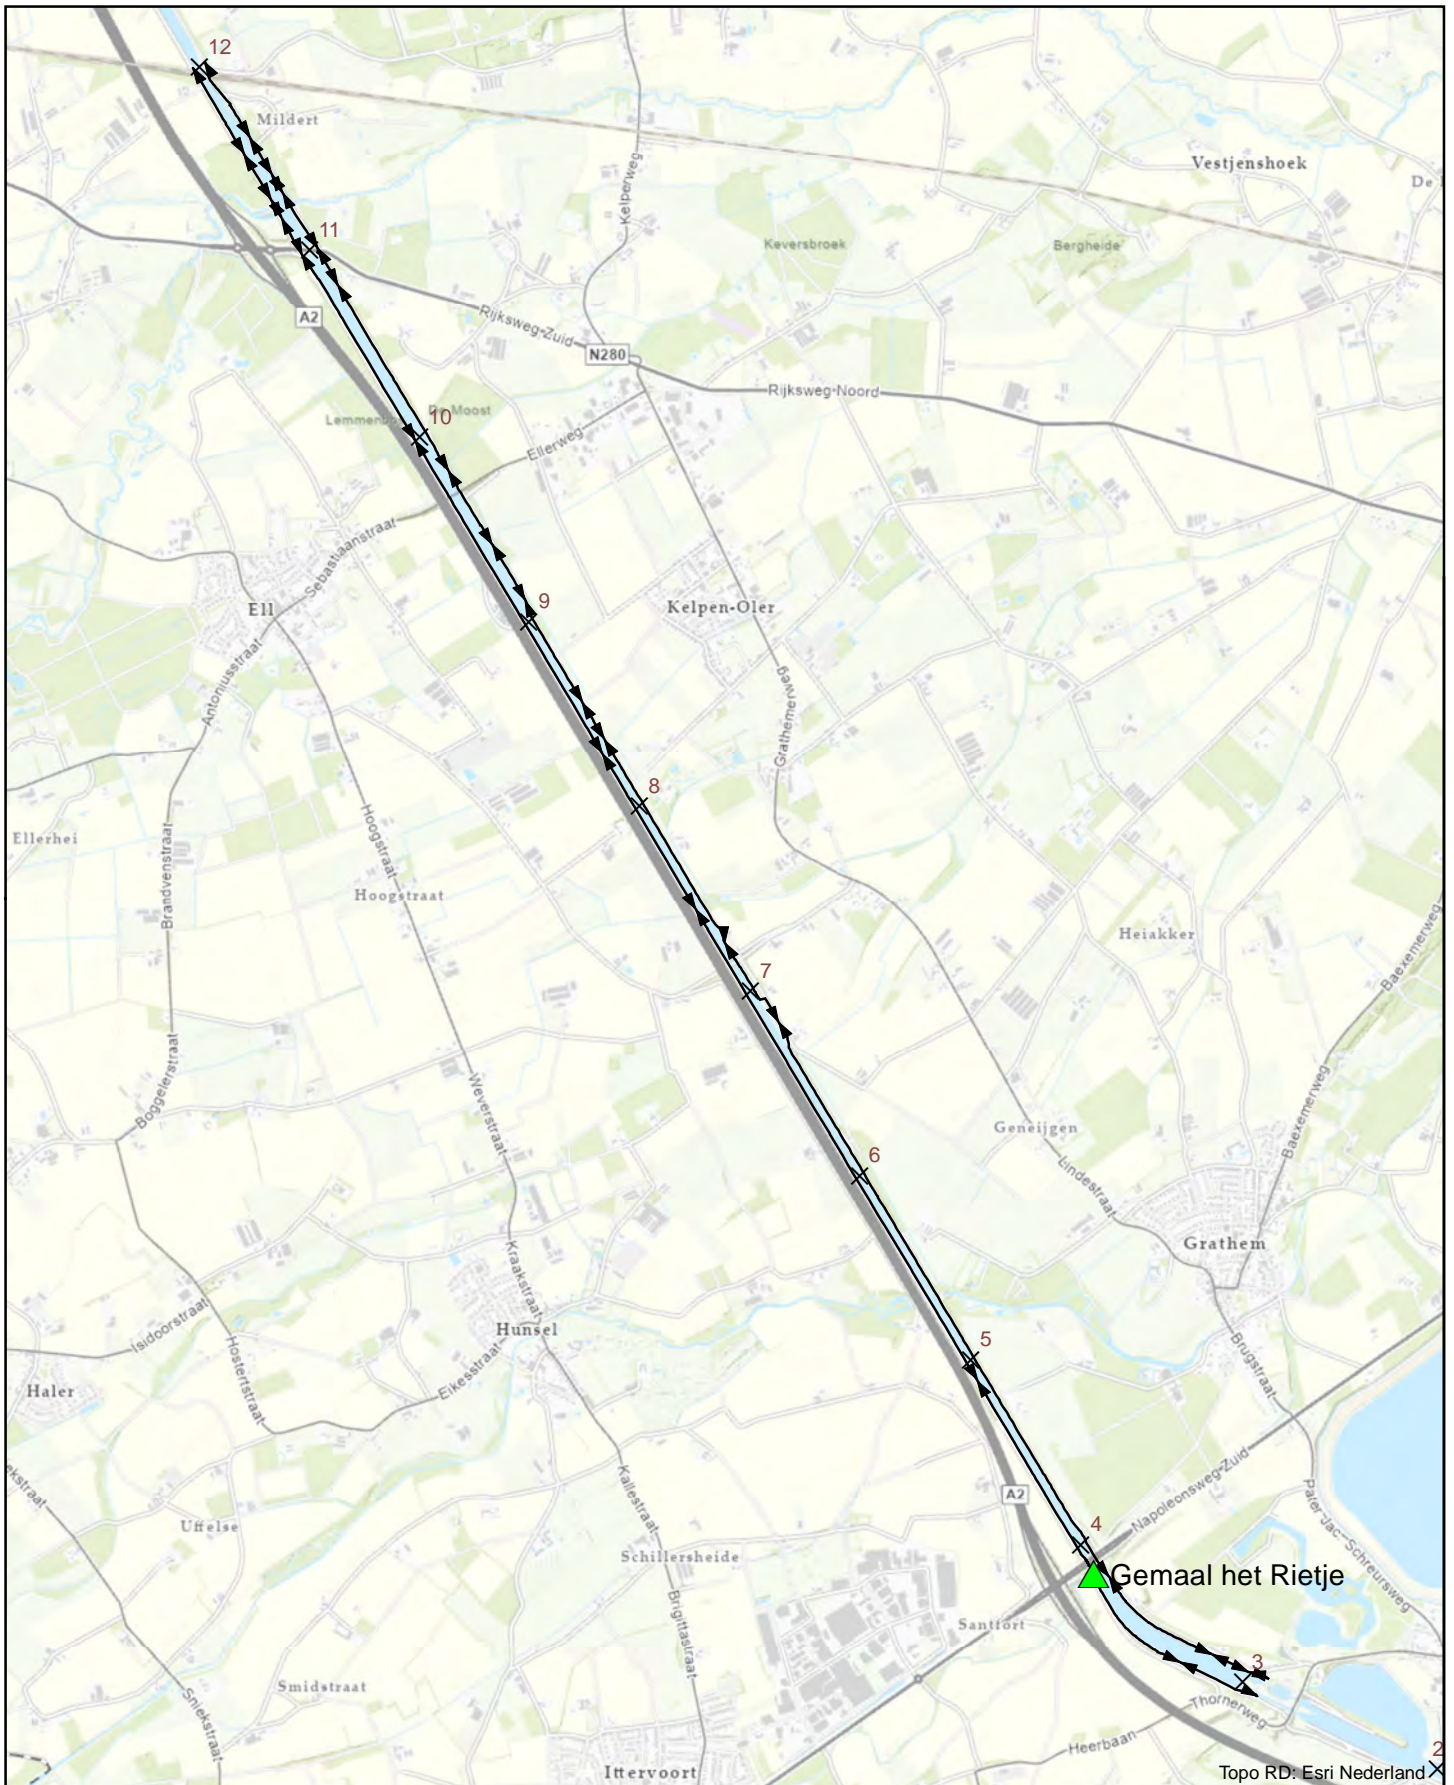 12
Mildert
Vestjenshoek
Kelperweg
Keversbroek
Bergheide
11
A2
Rijksweg-Zuid
N280
Rijksweg-Noord
De Moost
10
Ellerweg
Sebastiaanstraat
Ell
9
Kelpen-Oler
Antoniusstraat
Grathemerweg
8
Ellerhei
Brandvenstraat
Hoogstraat
Hoogstraat
Heiakker
Baexemerweg
7
Boggelerstraat
Weverstraat
Geneijgen
Baexemerweg
6
Lindestraat
Grathem
Kraakstraat
Isidoorstraat
Hunsel
Hostertstraat
5
Brugstraat
Eikesstraat
Haler
Napoleonsweg-Zuid
Kallestraat
A2
Pater-Jac-Schreursweg
Uffelse
4
Schillersheide
Gemaal het Rietje
Brigittastraat
Santfort
3
Smidstraat
Sniekstraat
Thornerweg
Heerbaan
2
Ittervoort
Topo RD: Esri Nederland